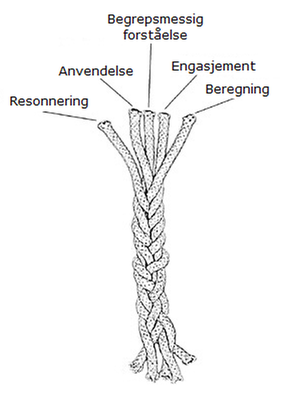 Begrepsmessig
forståelse
Anvendelse
Engasjement
Resonnering
Beregning